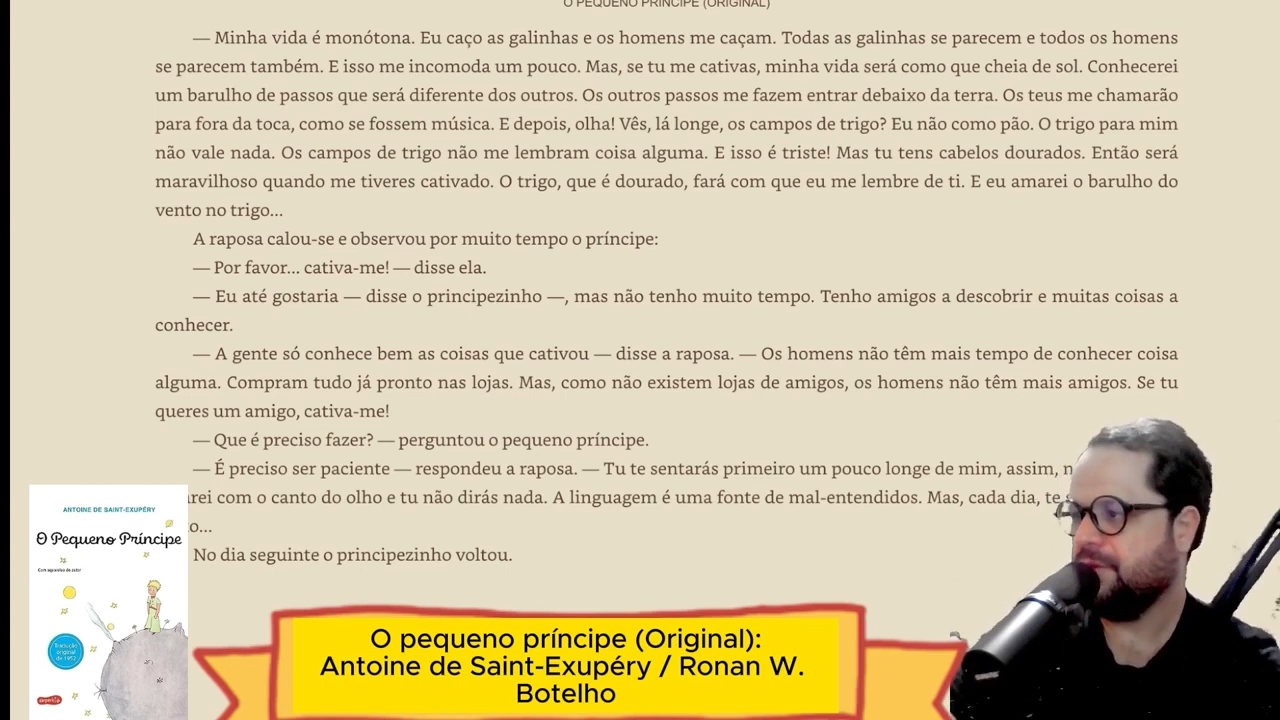 O PEQUENO PRÍNCIPE (ORIGINAL)
— Minha vida é monótona. Eu caço as galinhas e os homens me caçam. Todas as galinhas se parecem e todos os homens
se parecem também. E isso me incomoda um pouco. Mas, se tu me cativas, minha vida será como que cheia de sol. Conhecerei
um barulho de passos que será diferente dos outros. Os outros passos me fazem entrar debaixo da terra. Os teus me chamarão
para fora da toca, como se fossem música. E depois, olha! Vês, lá longe, os campos de trigo? Eu não como pão. O trigo para mim
não vale nada. Os campos de trigo não me lembram coisa alguma. E isso é triste! Mas tu tens cabelos dourados. Então será
maravilhoso quando me tiveres cativado. O trigo, que é dourado, fará com que eu me lembre de ti. E eu amarei o barulho do
vento no trigo...
A raposa calou-se e observou por muito tempo o príncipe:
— Por favor... cativa-me! — disse ela.
— Eu até gostaria — disse o principezinho —, mas não tenho muito tempo. Tenho amigos a descobrir e muitas coisas a
conhecer.
— A gente só conhece bem as coisas que cativou — disse a raposa. — Os homens não têm mais tempo de conhecer coisa
alguma. Compram tudo já pronto nas lojas. Mas, como não existem lojas de amigos, os homens não têm mais amigos. Se tu
queres um amigo, cativa-me!
— Que é preciso fazer? — perguntou o pequeno príncipe.
— É preciso ser paciente — respondeu a raposa. — Tu te sentarás primeiro um pouco longe de mim, assim,
com o canto do olho e tu não dirás nada. A linguagem é uma fonte de mal-entendidos. Mas, cada dia, te
No dia seguinte o principezinho voltou.
ANTOINE DE SAINT-EXUPÉRY
O Pequeno Príncipe
Com aquarelas do autor
Tradução
original
de 1952
O pequeno príncipe (Original):
Antoine de Saint-Exupéry / Ronan W.
Botelho